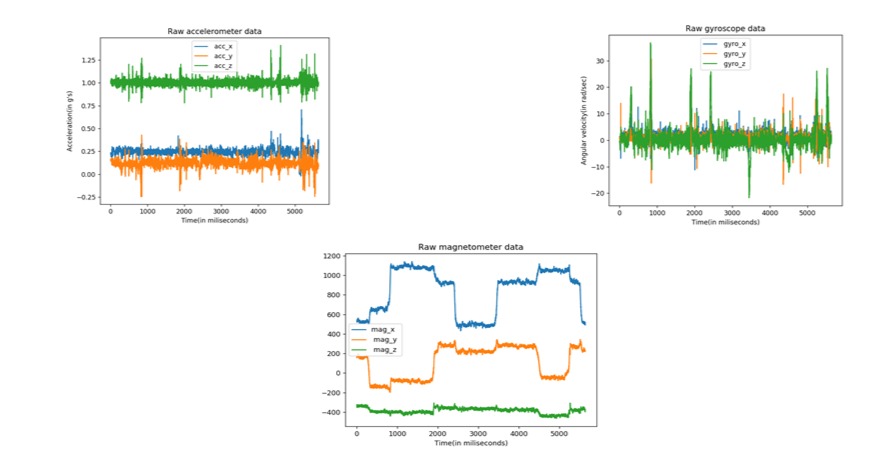 Raw accelerometer data
acc_x
acc_y
acc_z
1.25
1.00
0.75
0.50
0.25
0.00
−0.25
Acceleration(in g's)
0 1000 2000 3000 4000 5000
Time(in miliseconds)
Raw gyroscope data
gyro_x
gyro_y
gyro_z
30
20
10
0
−10
−20
Angular velocity(in rad/sec)
0 1000 2000 3000 4000 5000
Time(in miliseconds)
Raw magnetometer data
1200
1000
800
600
400
200
0
−200
−400
mag_x
mag_y
mag_z
0 1000 2000 3000 4000 5000
Time(in miliseconds)